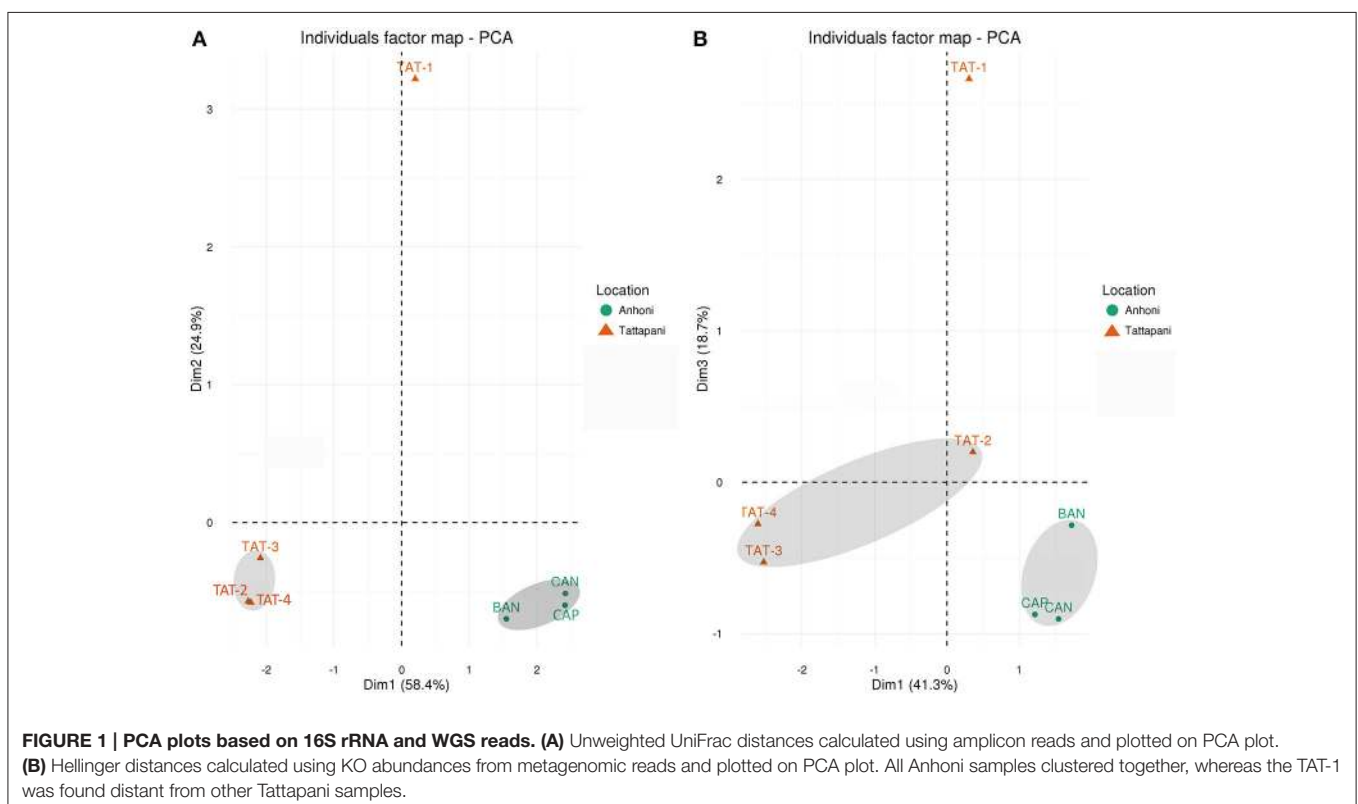 A
Individuals factor map - PCA
TAT-1
3
2
1
0
Dim2 (24.9%)
TAT-3
TAT-2
TAT-4
CAN
BAN
CAP
-2
-1
0
1
2
Dim1 (58.4%)
Location
Anhoni
Tattapani
B
Individuals factor map - PCA
TAT-1
2
1
0
-1
Dim3 (18.7%)
TAT-2
TAT-4
TAT-3
BAN
CAP
CAN
-2
-1
0
1
Dim1 (41.3%)
Location
Anhoni
Tattapani
FIGURE 1 | PCA plots based on 16S rRNA and WGS reads. (A) Unweighted UniFrac distances calculated using amplicon reads and plotted on PCA plot.
(B) Hellinger distances calculated using KO abundances from metagenomic reads and plotted on PCA plot. All Anhoni samples clustered together, whereas the TAT-1
was found distant from other Tattapani samples.